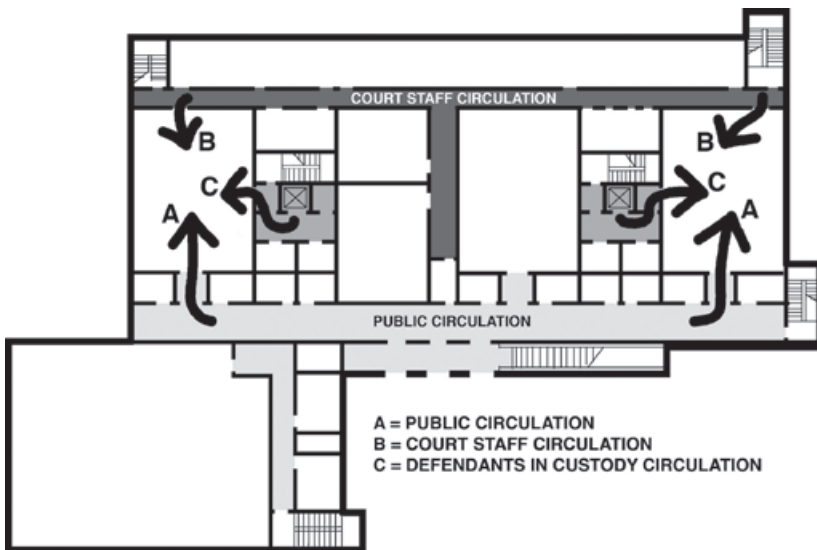 COURT STAFF CIRCULATION
B
B
C
C
A
A
PUBLIC CIRCULATION
A = PUBLIC CIRCULATION
B = COURT STAFF CIRCULATION
C = DEFENDANTS IN CUSTODY CIRCULATION